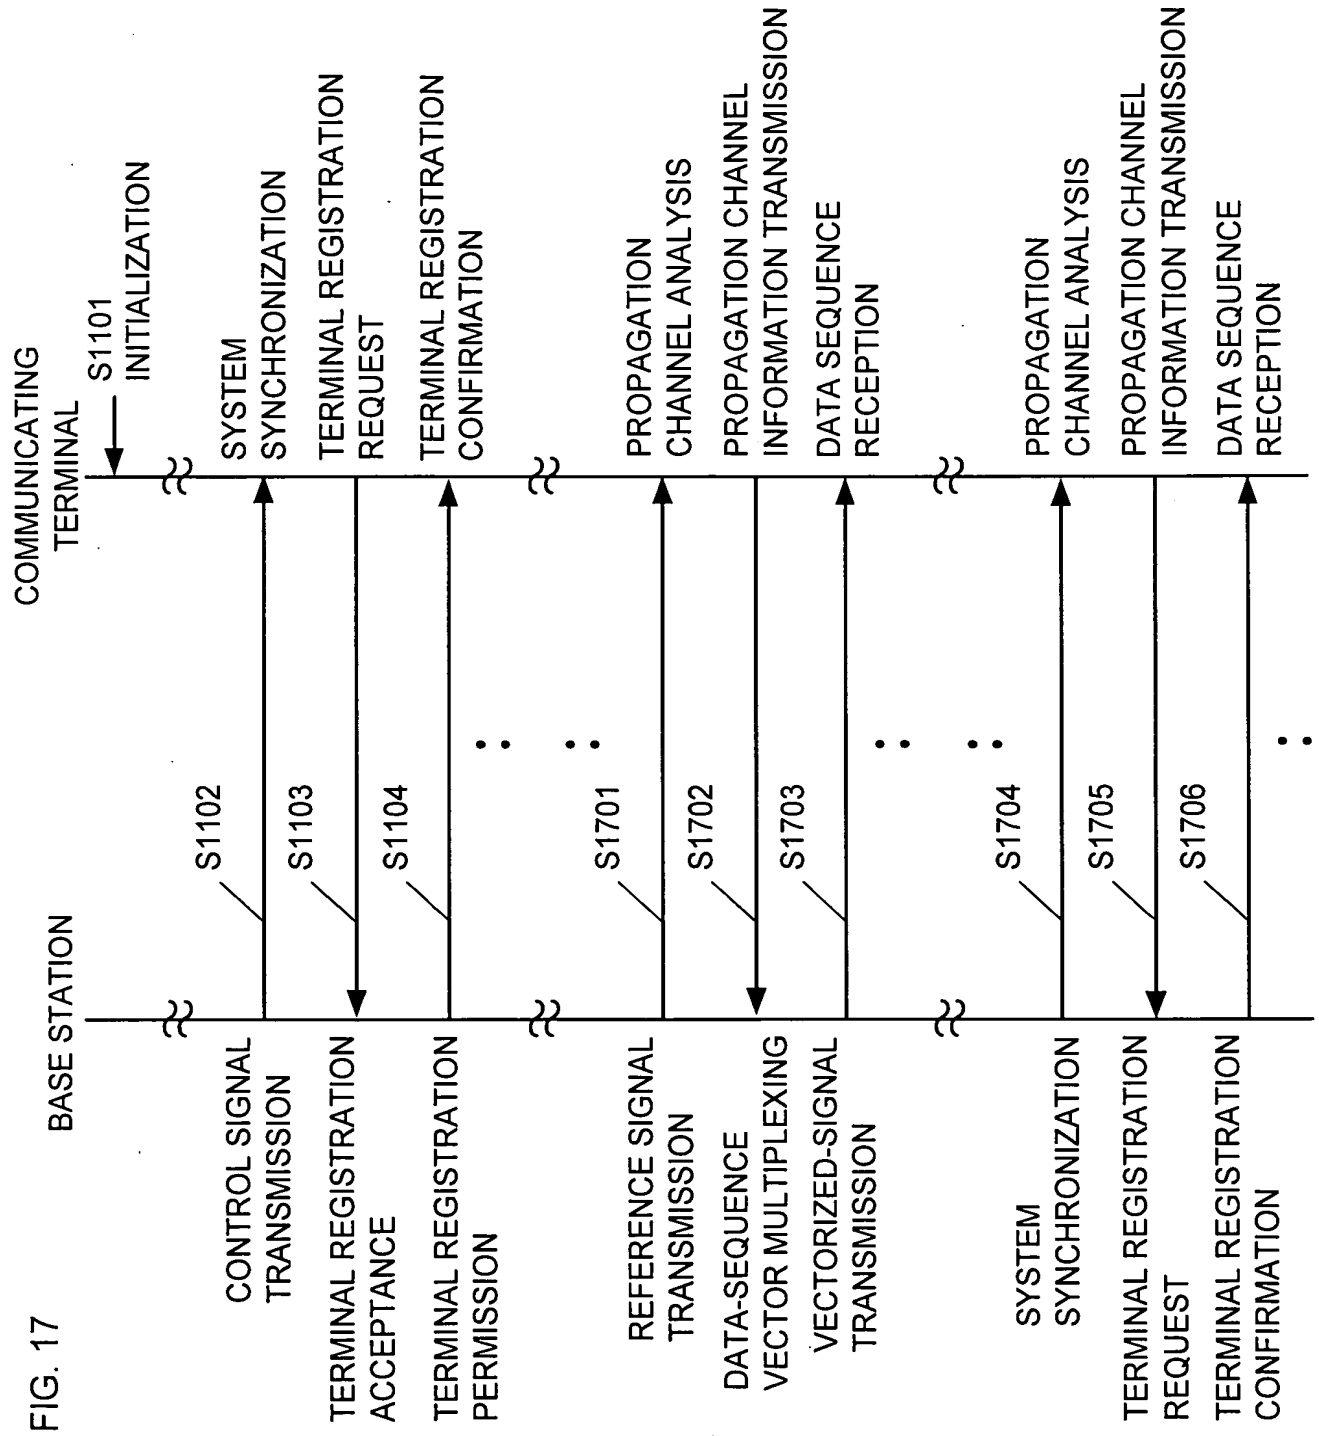 FIG. 17
BASE STATION
COMMUNICATING
TERMINAL
S1101
INITIALIZATION
CONTROL SIGNAL
TRANSMISSION
S1102
SYSTEM
SYNCHRONIZATION
TERMINAL REGISTRATION
ACCEPTANCE
S1103
TERMINAL REGISTRATION
REQUEST
TERMINAL REGISTRATION
PERMISSION
S1104
TERMINAL REGISTRATION
CONFIRMATION
REFERENCE SIGNAL
TRANSMISSION
S1701
PROPAGATION
CHANNEL ANALYSIS
DATA-SEQUENCE
VECTOR MULTIPLEXING
S1702
PROPAGATION CHANNEL
INFORMATION TRANSMISSION
VECTORIZED-SIGNAL
TRANSMISSION
S1703
DATA SEQUENCE
RECEPTION
SYSTEM
SYNCHRONIZATION
S1704
PROPAGATION
CHANNEL ANALYSIS
TERMINAL REGISTRATION
REQUEST
S1705
PROPAGATION CHANNEL
INFORMATION TRANSMISSION
TERMINAL REGISTRATION
CONFIRMATION
S1706
DATA SEQUENCE
RECEPTION